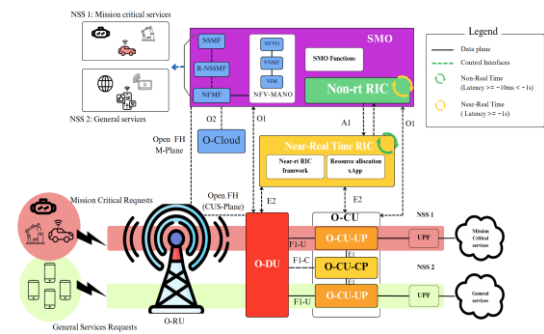 NSS 1: Mission critical services
NSS 2: General services
SMO
NSMF
R-NSSMF
NFMF
NFVO
VNMF
VIM
NFV-MANO
SMO Functions
Non-rt RIC
Legend
Data plane
Control Interfaces
Non-Real Time
(Latency >= ~10ms < ~1s)
Near-Real Time
( Latency >= ~1s)
O2
O1
A1
O1
Open FH
M-Plane
O-Cloud
Near-Real Time RIC
Near-rt RIC
framwork
Resource allocation
xApp
Open FH
(CUS-Plane)
E2
E2
Mission Critical Requests
O-CU
NSS 1
O-DU
F1-U
O-CU-UP
UPF
Mission
Critical
services
E1
F1-C
O-CU-CP
NSS 2
E1
F1-U
O-CU-UP
UPF
General
services
O-RU
General Services Requests